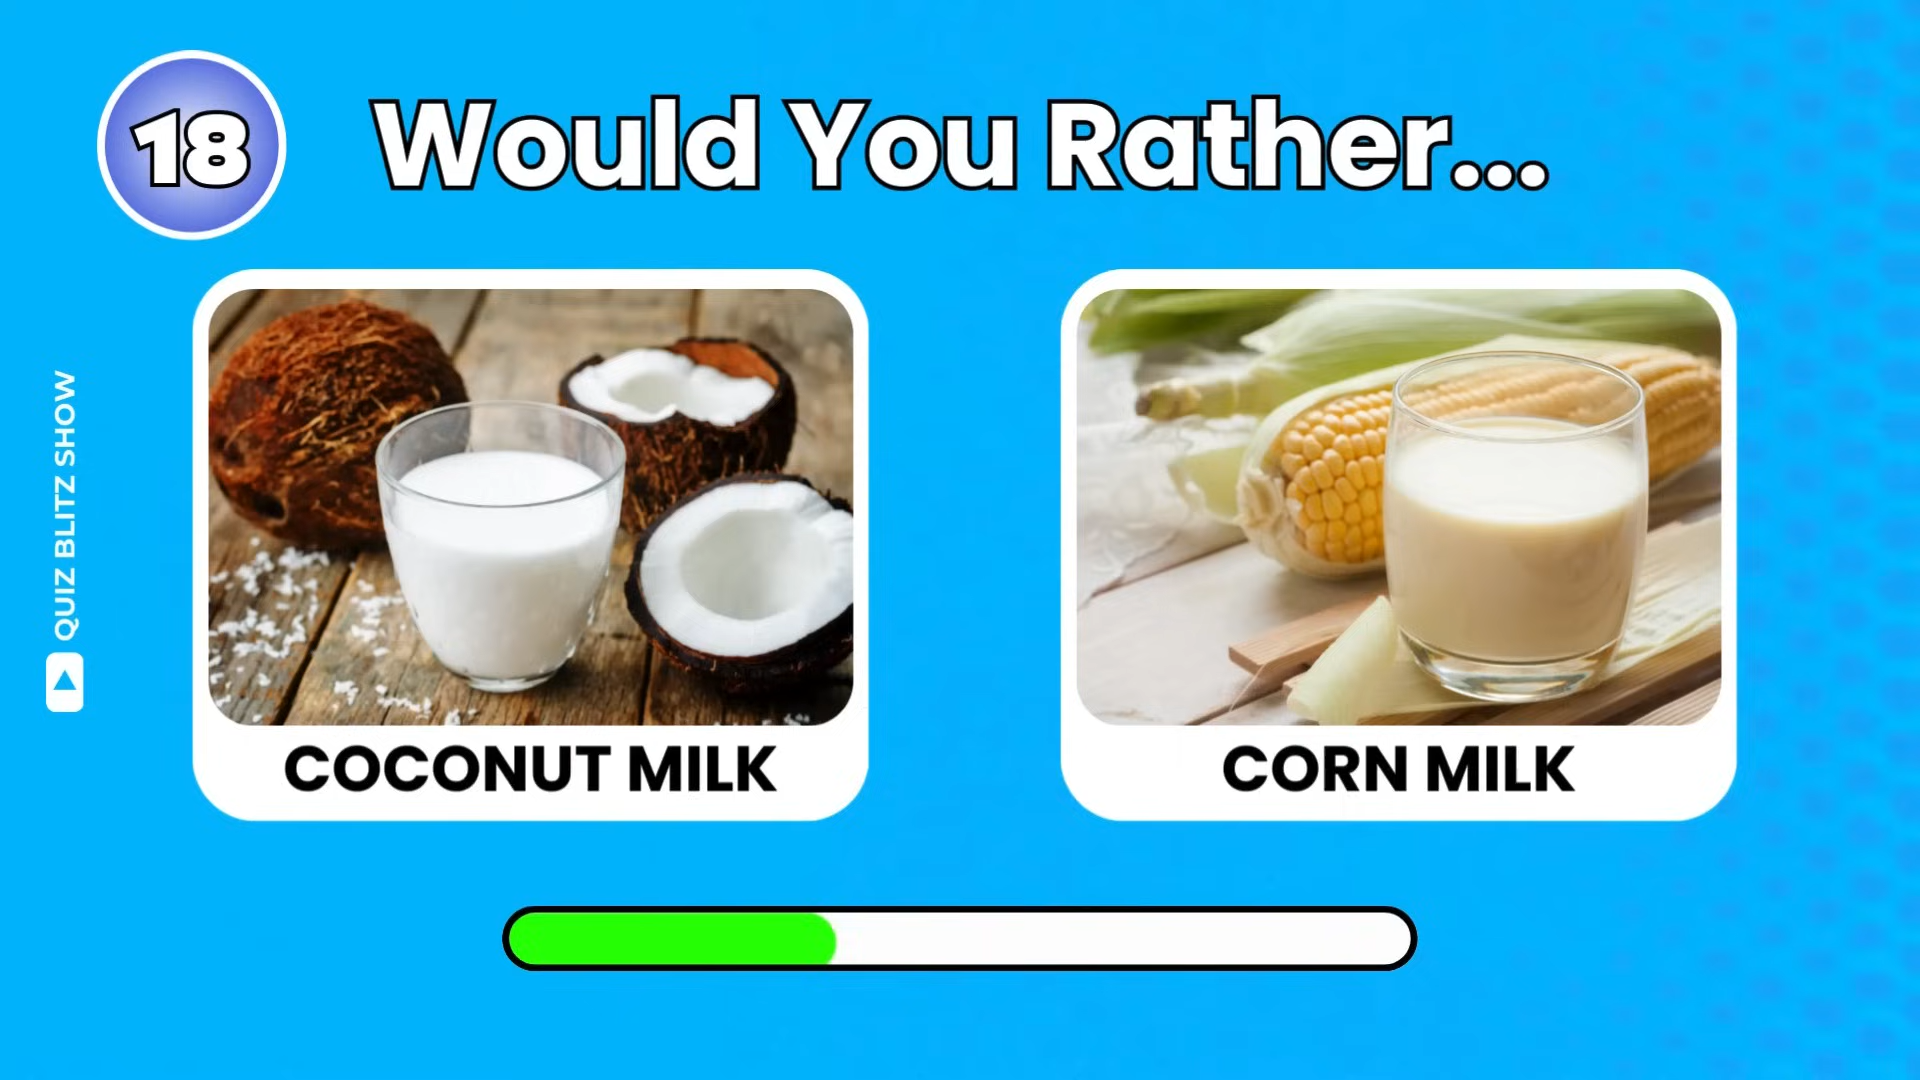 18
Would You Rather...
QUIZ BLITZ SHOW
COCONUT MILK
CORN MILK